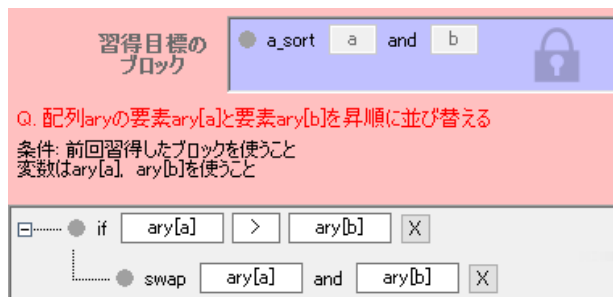 習得目標の
ブロック
a_sort a and b
Q. 配列aryの要素ary[a]と要素ary[b]を昇順に並び替える
条件: 前回習得したブロックを使うこと
変数はary[a], ary[b]を使うこと
if ary[a] > ary[b] X
swap ary[a] and ary[b] X